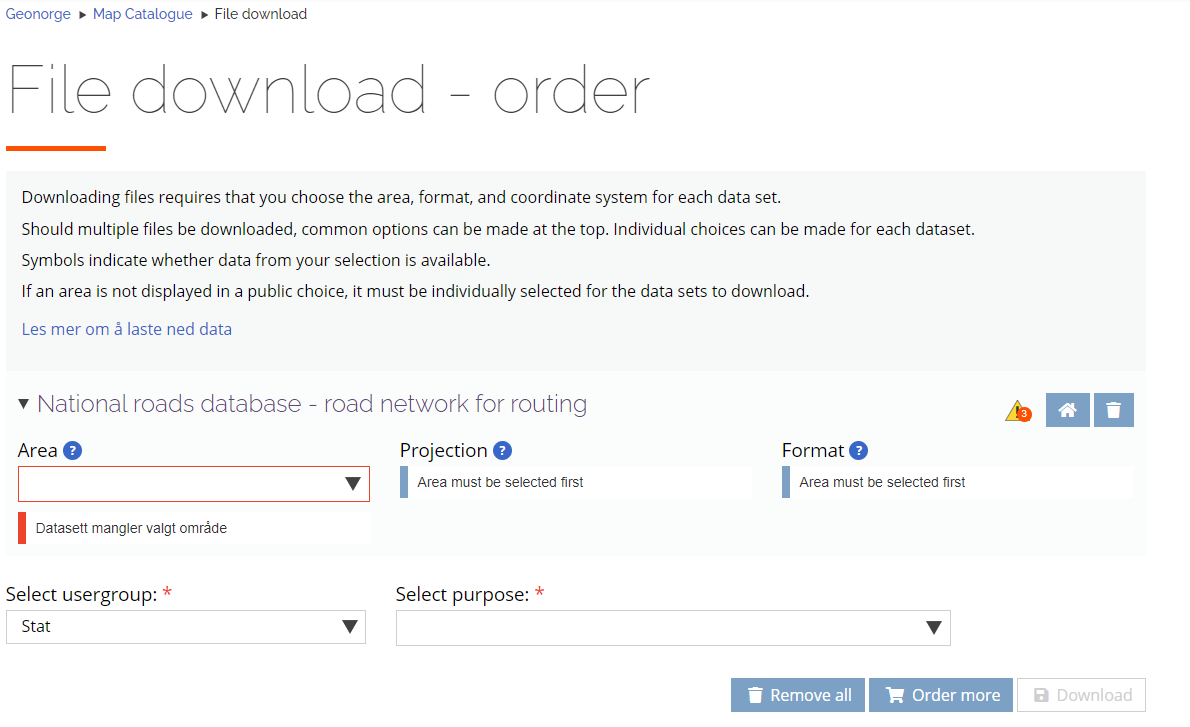 Geonorge ▸ Map Catalogue ▸ File download
File download - order
Downloading files requires that you choose the area, format, and coordinate system for each data set.
Should multiple files be downloaded, common options can be made at the top. Individual choices can be made for each dataset.
Symbols indicate whether data from your selection is available.
If an area is not displayed in a public choice, it must be individually selected for the data sets to download.
Les mer om å laste ned data
▾ National roads database - road network for routing 3
Area ? Projection ? Format ?
Area must be selected first Area must be selected first
Datasett mangler valgt område
Select usergroup: * Select purpose: *
Stat
Remove all Order more Download